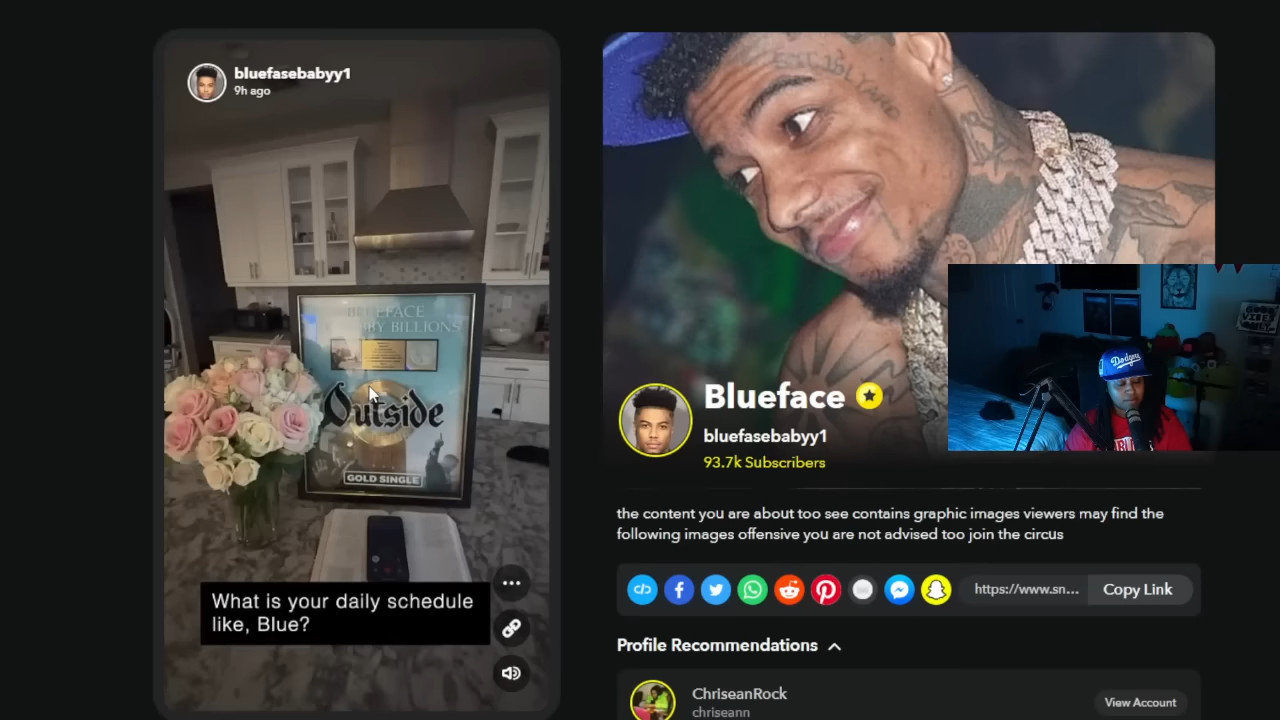 bluefasebabyy1
9h ago
BLUEFACE
BABY BILLIONS
Outside
GOLD SINGLE
What is your daily schedule
like, Blue?
Dodgers
Blueface
bluefasebabyy1
93.7k Subscribers
the content you are about too see contains graphic images viewers may find the
following images offensive you are not advised too join the circus
https://www.sn...
Copy Link
Profile Recommendations
ChriseanRock
chriseann
View Account